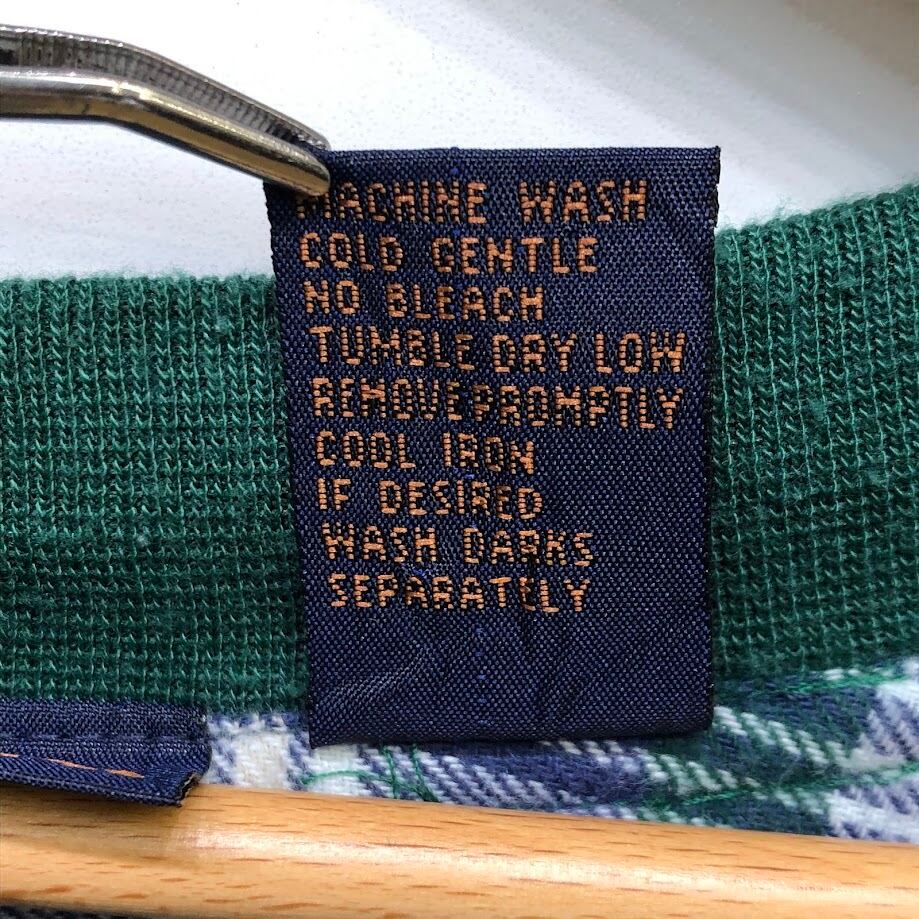 MACHINE WASH
COLD GENTLE
NO BLEACH
TUMBLE DRY LOW
REMOVE PROMPTLY
COOL IRON
IF DESIRED
WASH DARKS
SEPARATELY